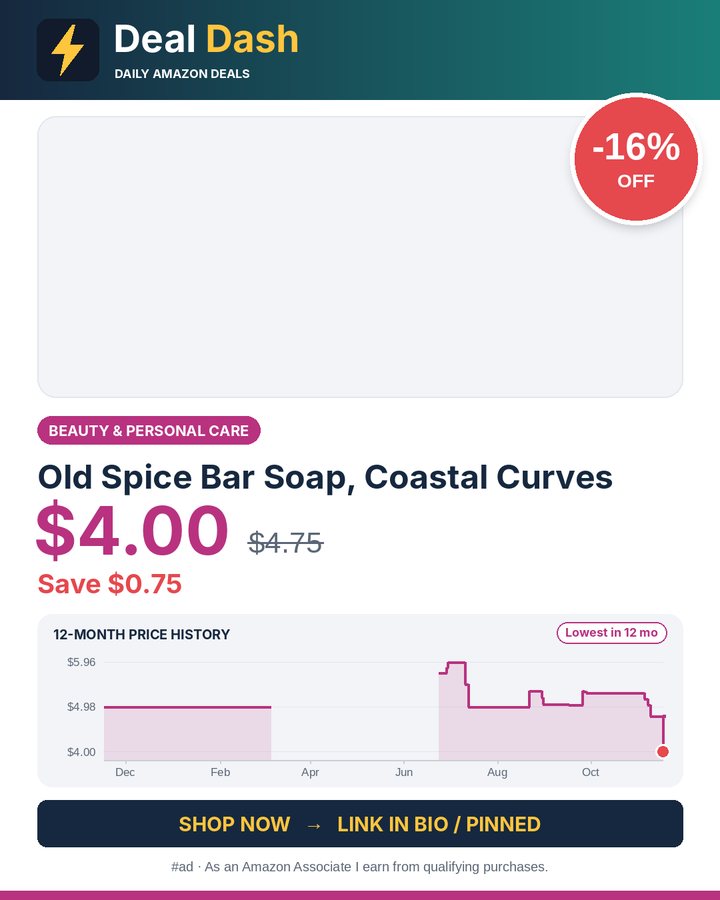 Deal Dash
DAILY AMAZON DEALS
-16%
OFF
BEAUTY & PERSONAL CARE
Old Spice Bar Soap, Coastal Curves
$4.00 $4.75
Save $0.75
12-MONTH PRICE HISTORY
Lowest in 12 mo
$5.96
$4.98
$4.00
Dec Feb Apr Jun Aug Oct
SHOP NOW → LINK IN BIO / PINNED
#ad · As an Amazon Associate I earn from qualifying purchases.